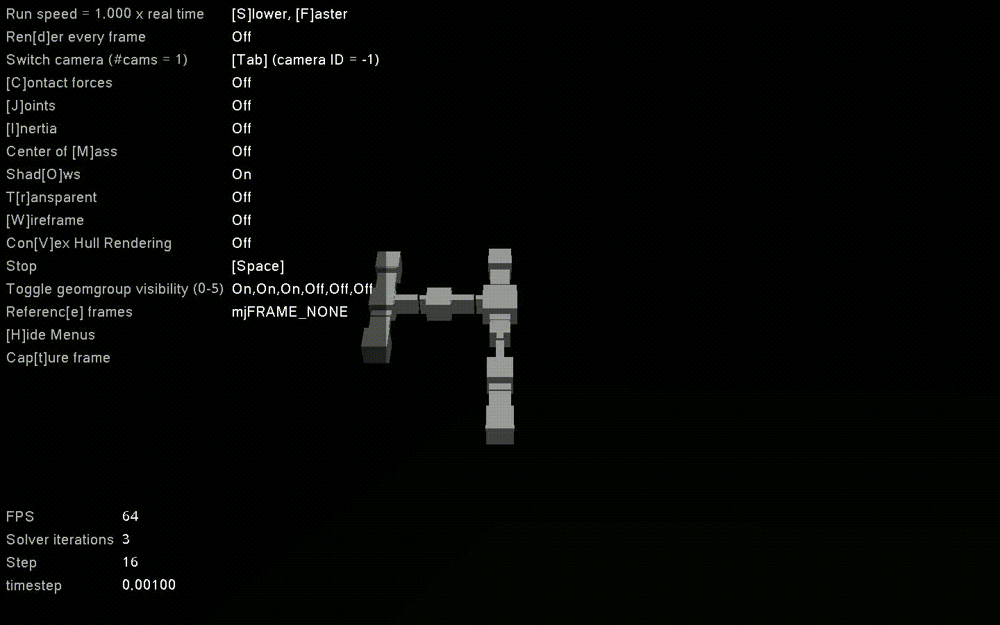 Run speed = 1.000 x real time [S]lower, [F]aster
Ren[d]er every frame Off
Switch camera (#cams = 1) [Tab] (camera ID = -1)
[C]ontact forces Off
[J]oints Off
[I]nertia Off
Center of [M]ass Off
Shad[O]ws On
T[r]ansparent Off
[W]ireframe Off
Con[V]ex Hull Rendering Off
Stop [Space]
Toggle geomgroup visibility (0-5) On,On,On,Off,Off,Off
Referenc[e] frames mjFRAME_NONE
[H]ide Menus
Cap[t]ure frame
FPS 64
Solver iterations 3
Step 16
timestep 0.00100